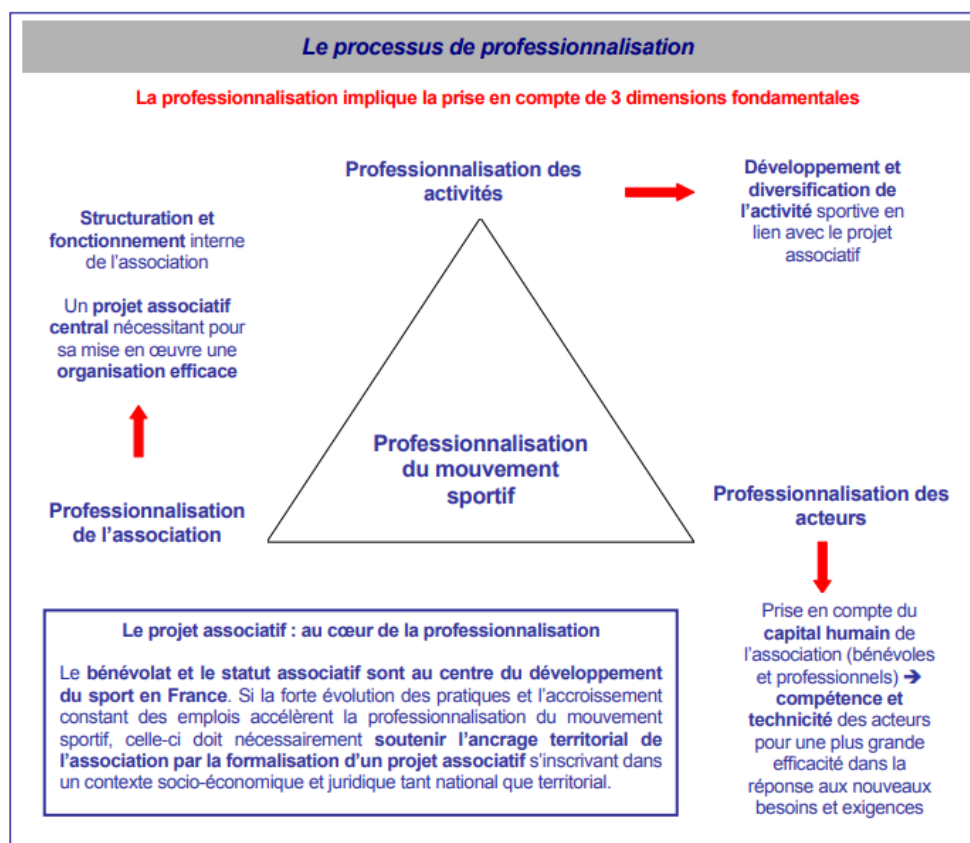 Le processus de professionnalisation
La professionnalisation implique la prise en compte de 3 dimensions fondamentales
Professionnalisation des
activités
Développement et
diversification de
l’activité sportive en
lien avec le projet
associatif
Structuration et
fonctionnement interne
de l’association
Un projet associatif
central nécessitant pour
sa mise en œuvre une
organisation efficace
Professionnalisation
du mouvement
sportif
Professionnalisation
de l’association
Professionnalisation des
acteurs
Prise en compte du
capital humain de
l’association (bénévoles
et professionnels) ➔
compétence et
technicité des acteurs
pour une plus grande
efficacité dans la
réponse aux nouveaux
besoins et exigences
Le projet associatif : au cœur de la professionnalisation
Le bénévolat et le statut associatif sont au centre du développement
du sport en France. Si la forte évolution des pratiques et l’accroissement
constant des emplois accélèrent la professionnalisation du mouvement
sportif, celle-ci doit nécessairement soutenir l’ancrage territorial de
l’association par la formalisation d’un projet associatif s’inscrivant dans
un contexte socio-économique et juridique tant national que territorial.